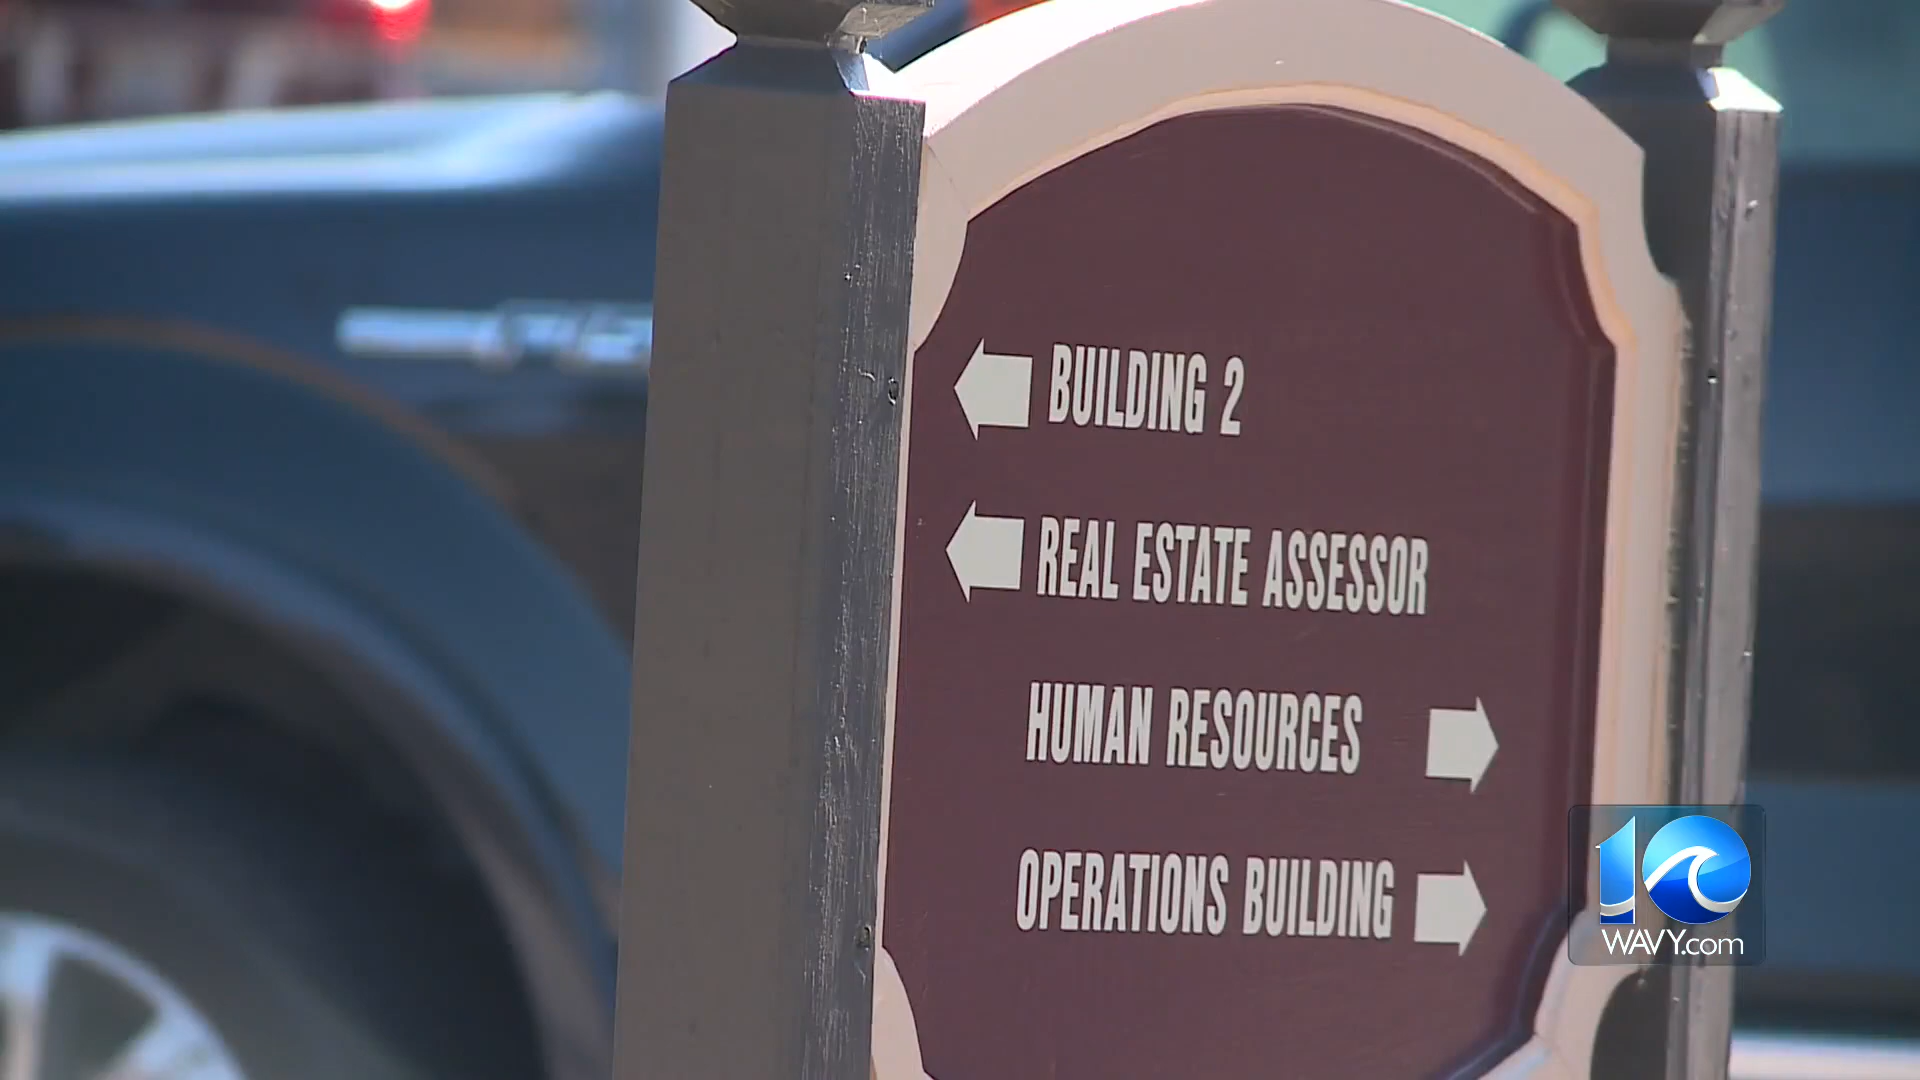 BUILDING 2
REAL ESTATE ASSESSOR
HUMAN RESOURCES
OPERATIONS BUILDING
10
WAVY.com